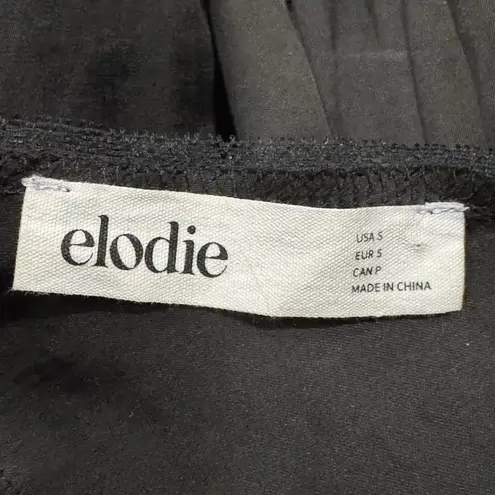 elodie
USA S
EUR S
CAN P
MADE IN CHINA